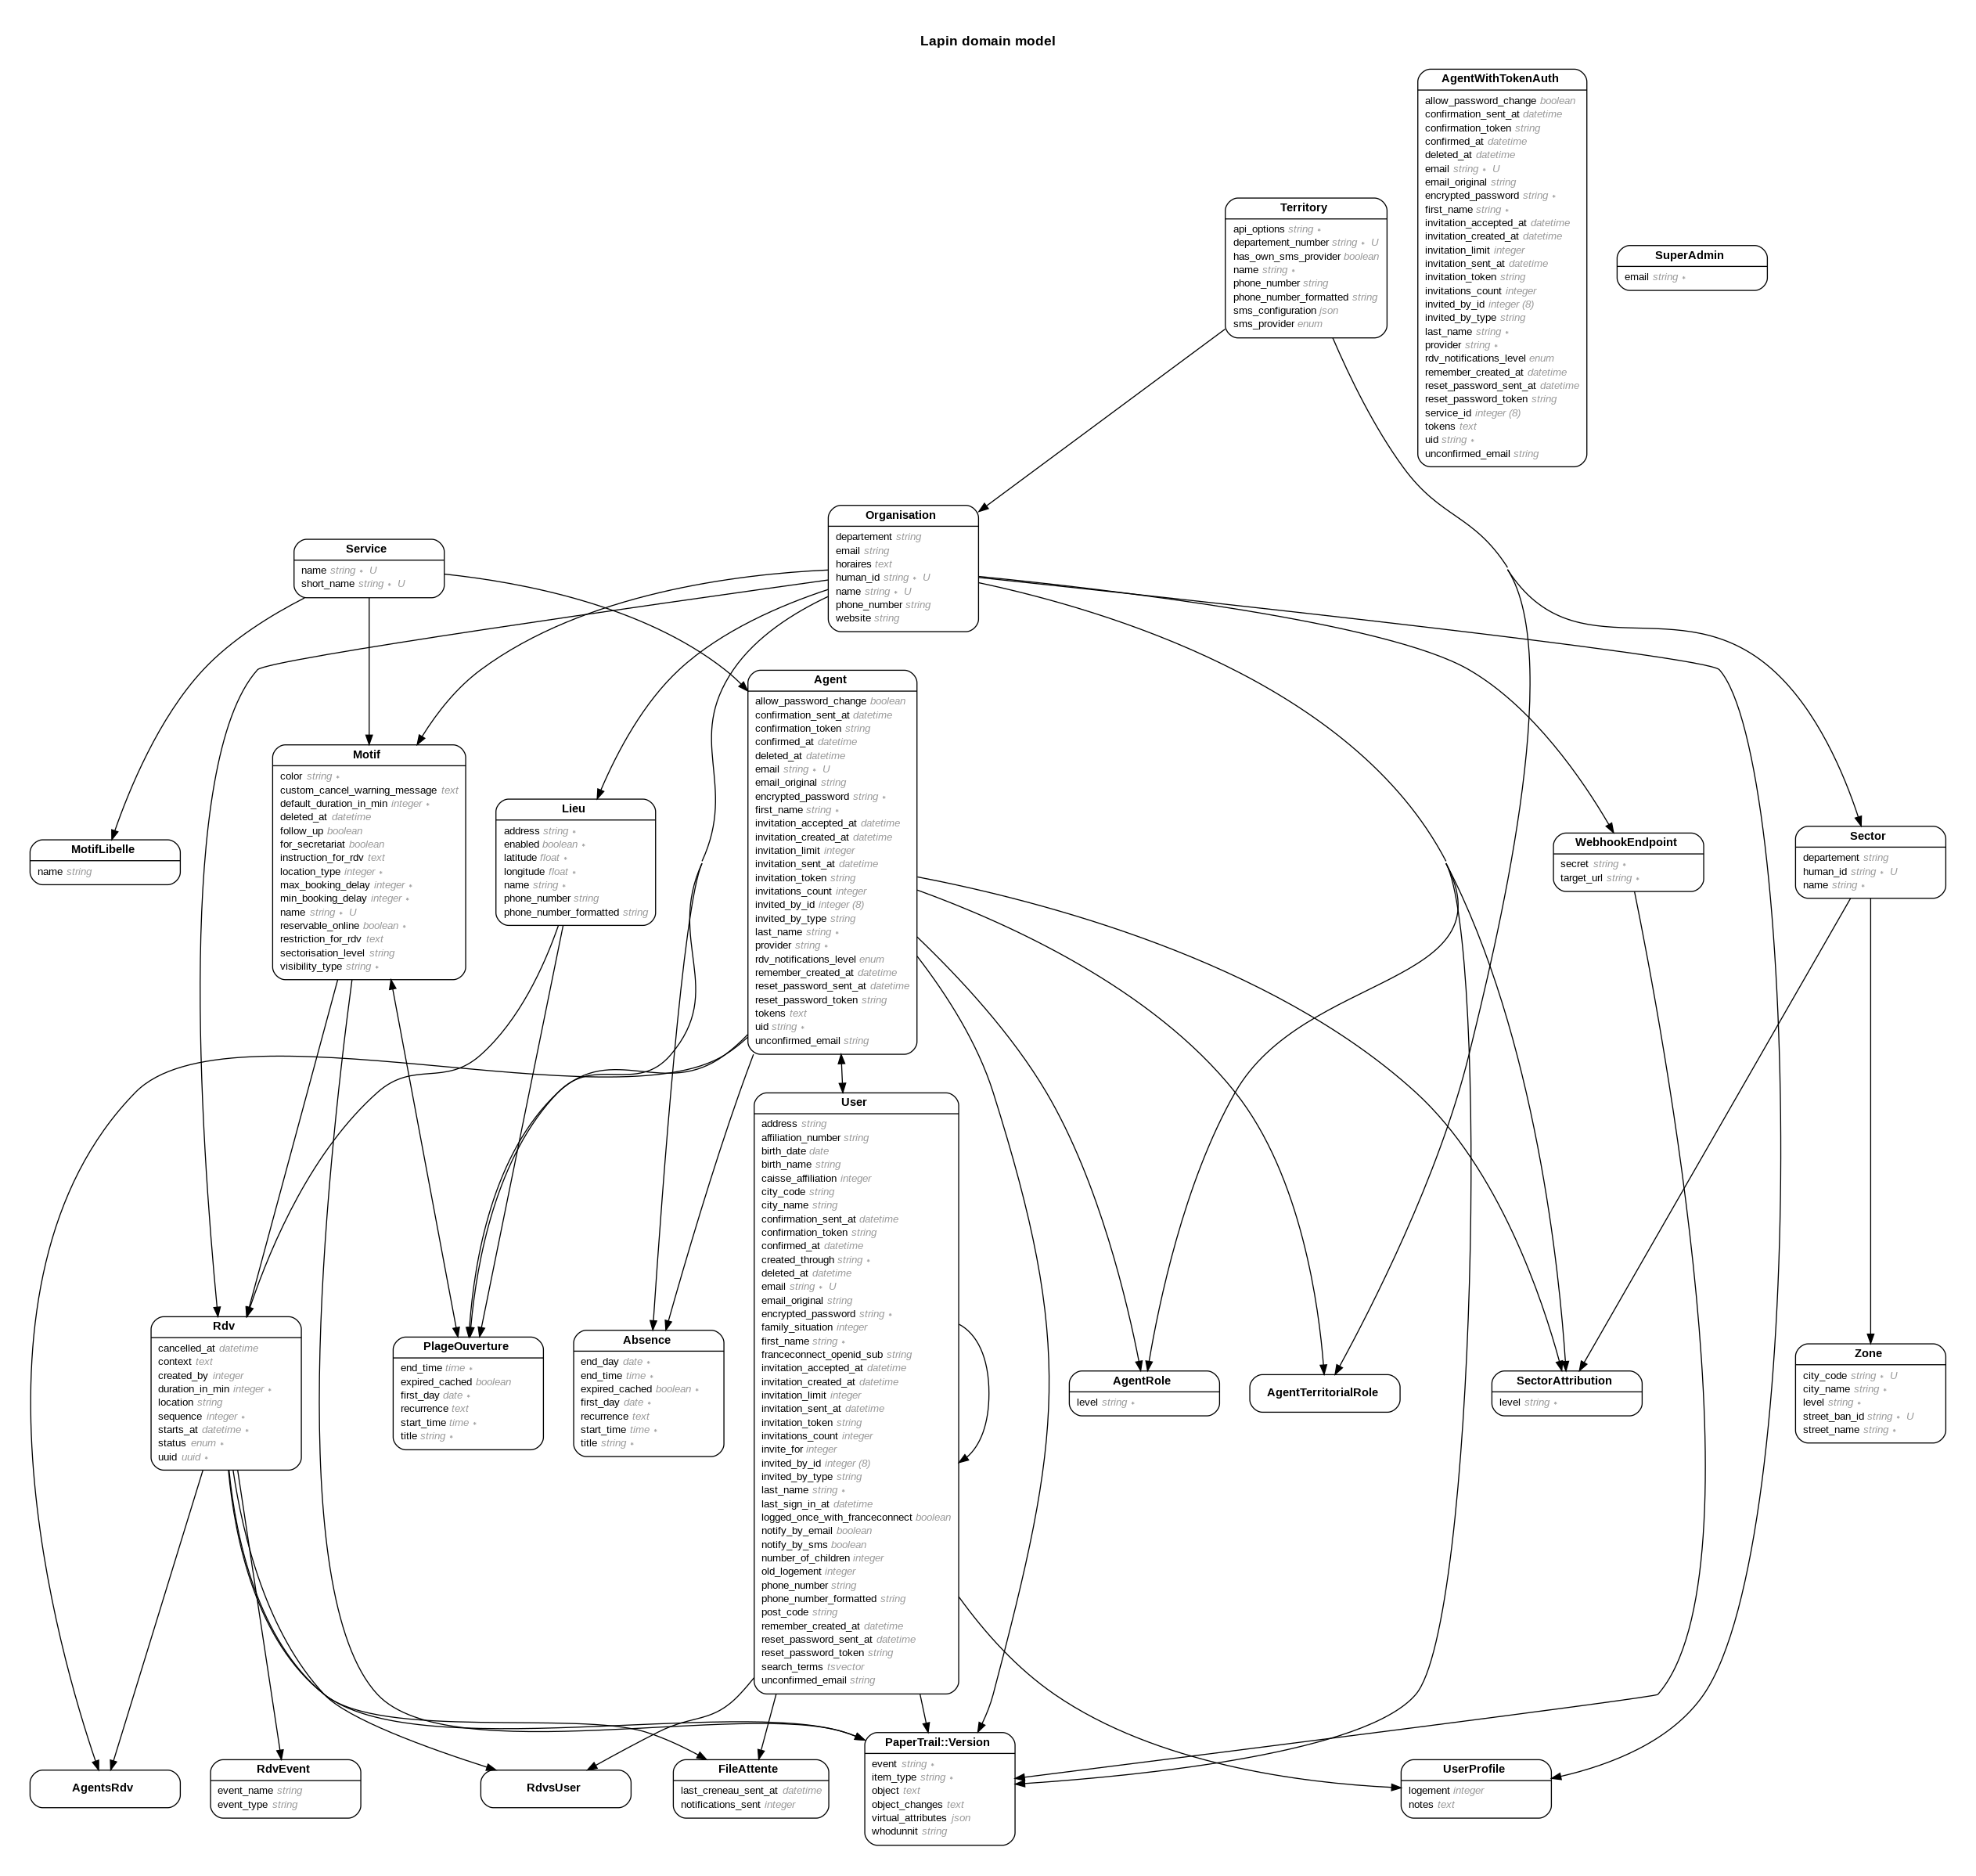 Lapin domain model
AgentWithTokenAuth
allow_password_change boolean
confirmation_sent_at datetime
confirmation_token string
confirmed_at datetime
deleted_at datetime
email string ∗ U
email_original string
encrypted_password string ∗
first_name string ∗
invitation_accepted_at datetime
invitation_created_at datetime
invitation_limit integer
invitation_sent_at datetime
invitation_token string
invitations_count integer
invited_by_id integer (8)
invited_by_type string
last_name string ∗
provider string ∗
rdv_notifications_level enum
remember_created_at datetime
reset_password_sent_at datetime
reset_password_token string
service_id integer (8)
tokens text
uid string ∗
unconfirmed_email string
Territory
api_options string ∗
departement_number string ∗ U
has_own_sms_provider boolean
name string ∗
phone_number string
phone_number_formatted string
sms_configuration json
sms_provider enum
SuperAdmin
email string ∗
Organisation
departement string
email string
horaires text
human_id string ∗ U
name string ∗ U
phone_number string
website string
Service
name string ∗ U
short_name string ∗ U
Agent
allow_password_change boolean
confirmation_sent_at datetime
confirmation_token string
confirmed_at datetime
deleted_at datetime
email string ∗ U
email_original string
encrypted_password string ∗
first_name string ∗
invitation_accepted_at datetime
invitation_created_at datetime
invitation_limit integer
invitation_sent_at datetime
invitation_token string
invitations_count integer
invited_by_id integer (8)
invited_by_type string
last_name string ∗
provider string ∗
rdv_notifications_level enum
remember_created_at datetime
reset_password_sent_at datetime
reset_password_token string
tokens text
uid string ∗
unconfirmed_email string
Motif
color string ∗
custom_cancel_warning_message text
default_duration_in_min integer ∗
deleted_at datetime
follow_up boolean
for_secretariat boolean
instruction_for_rdv text
location_type integer ∗
max_booking_delay integer ∗
min_booking_delay integer ∗
name string ∗ U
reservable_online boolean ∗
restriction_for_rdv text
sectorisation_level string
visibility_type string ∗
Lieu
address string ∗
enabled boolean ∗
latitude float ∗
longitude float ∗
name string ∗
phone_number string
phone_number_formatted string
MotifLibelle
name string
WebhookEndpoint
secret string ∗
target_url string ∗
Sector
departement string
human_id string ∗ U
name string ∗
User
address string
affiliation_number string
birth_date date
birth_name string
caisse_affiliation integer
city_code string
city_name string
confirmation_sent_at datetime
confirmation_token string
confirmed_at datetime
created_through string ∗
deleted_at datetime
email string ∗ U
email_original string
encrypted_password string ∗
family_situation integer
first_name string ∗
franceconnect_openid_sub string
invitation_accepted_at datetime
invitation_created_at datetime
invitation_limit integer
invitation_sent_at datetime
invitation_token string
invitations_count integer
invite_for integer
invited_by_id integer (8)
invited_by_type string
last_name string ∗
last_sign_in_at datetime
logged_once_with_franceconnect boolean
notify_by_email boolean
notify_by_sms boolean
number_of_children integer
old_logement integer
phone_number string
phone_number_formatted string
post_code string
remember_created_at datetime
reset_password_sent_at datetime
reset_password_token string
search_terms tsvector
unconfirmed_email string
Rdv
cancelled_at datetime
context text
created_by integer
duration_in_min integer ∗
location string
sequence integer ∗
starts_at datetime ∗
status enum ∗
uuid uuid ∗
PlageOuverture
end_time time ∗
expired_cached boolean
first_day date ∗
recurrence text
start_time time ∗
title string ∗
Absence
end_day date ∗
end_time time ∗
expired_cached boolean ∗
first_day date ∗
recurrence text
start_time time ∗
title string ∗
AgentRole
level string ∗
AgentTerritorialRole
SectorAttribution
level string ∗
Zone
city_code string ∗ U
city_name string ∗
level string ∗
street_ban_id string ∗ U
street_name string ∗
AgentsRdv
RdvEvent
event_name string
event_type string
RdvsUser
FileAttente
last_creneau_sent_at datetime
notifications_sent integer
PaperTrail::Version
event string ∗
item_type string ∗
object text
object_changes text
virtual_attributes json
whodunnit string
UserProfile
logement integer
notes text